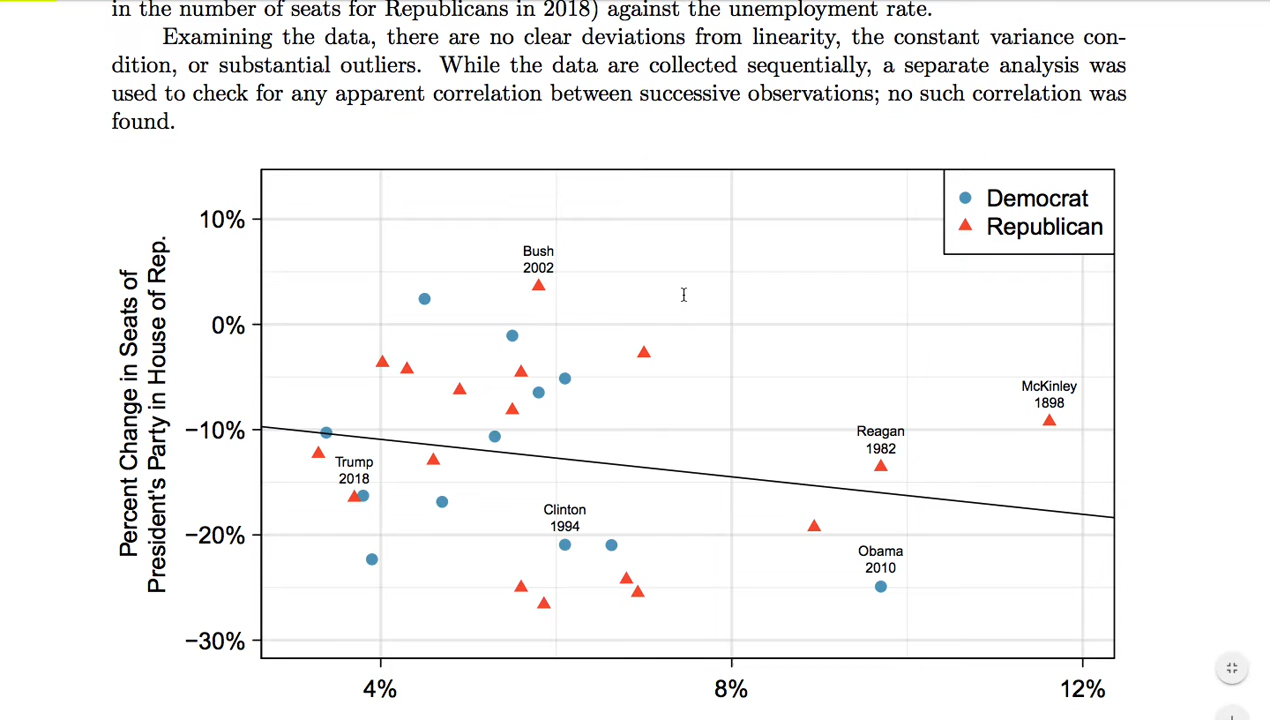 in the number of seats for Republicans in 2018) against the unemployment rate.
Examining the data, there are no clear deviations from linearity, the constant variance con-
dition, or substantial outliers. While the data are collected sequentially, a separate analysis was
used to check for any apparent correlation between successive observations; no such correlation was
found.
Democrat
Republican
Percent Change in Seats of
President's Party in House of Rep.
10%
0%
−10%
−20%
−30%
Bush
2002
McKinley
1898
Reagan
1982
Trump
2018
Clinton
1994
Obama
2010
4%
8%
12%